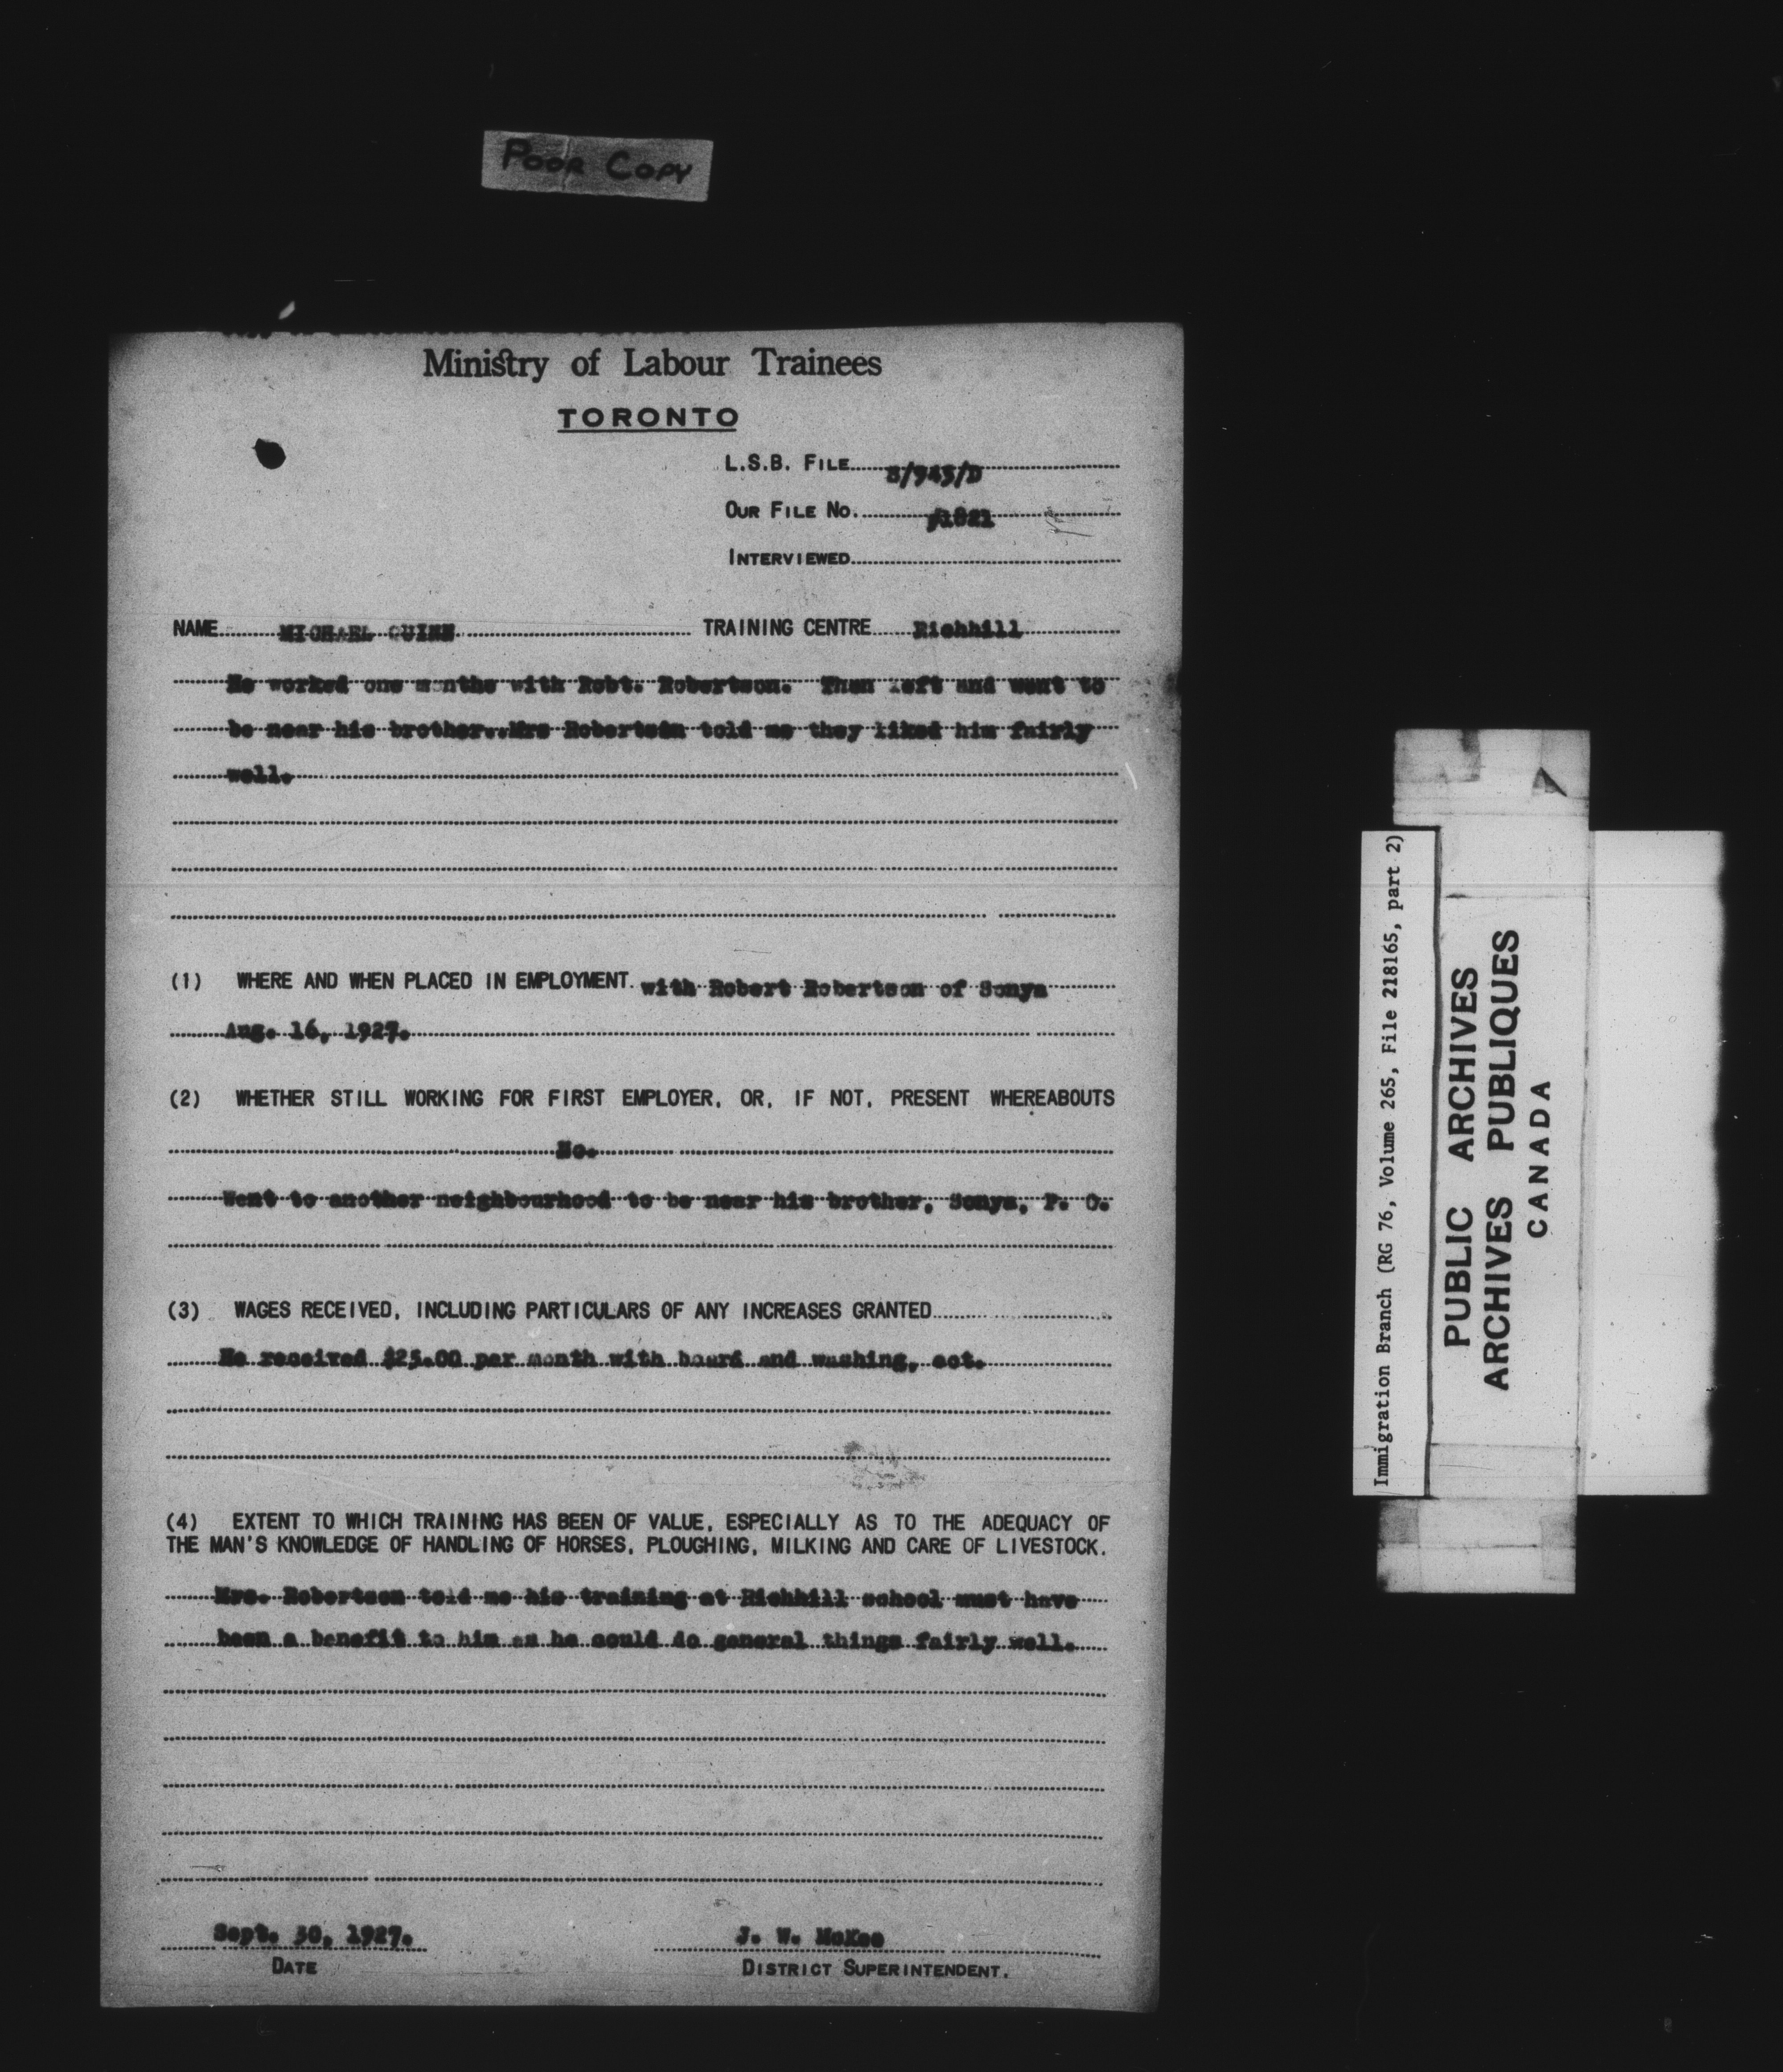 POOR COPY
Ministry of Labour Trainees
TORONTO
L.S.B. FILE 8/943/D
OUR FILE NO. /1821
INTERVIEWED
NAME MICHAEL QUINN TRAINING CENTRE Richhill
He worked one months with Robt. Robertson. Then left and went to
be near his brother..Mrs Robertson told me they liked him fairly
well.
(1) WHERE AND WHEN PLACED IN EMPLOYMENT. with Robert Robertson of Sonya
Aug. 16, 1927.
(2) WHETHER STILL WORKING FOR FIRST EMPLOYER, OR, IF NOT, PRESENT WHEREABOUTS
No.
Went to another neighbourhood to be near his brother, Sonya, P. O.
(3) WAGES RECEIVED, INCLUDING PARTICULARS OF ANY INCREASES GRANTED
He received $25.00 per month with board and washing, ect.
(4) EXTENT TO WHICH TRAINING HAS BEEN OF VALUE, ESPECIALLY AS TO THE ADEQUACY OF
THE MAN'S KNOWLEDGE OF HANDLING OF HORSES, PLOUGHING, MILKING AND CARE OF LIVESTOCK.
Mrs. Robertson told me his training at Richhill school must have
been a benefit to him as he could do general things fairly well.
Sept. 30, 1927. J. W. McKee
DATE DISTRICT SUPERINTENDENT.
Immigration Branch (RG 76, Volume 265, File 218165, part 2)
PUBLIC ARCHIVES
ARCHIVES PUBLIQUES
CANADA